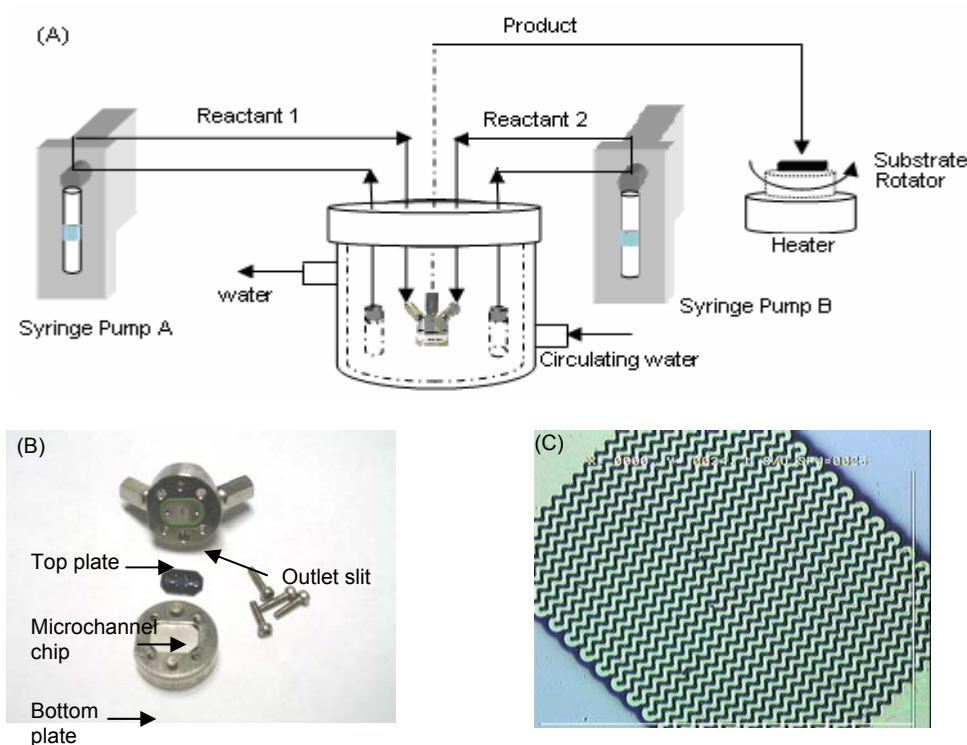 (A)
Product
Reactant 1
Reactant 2
Substrate
Rotator
Heater
water
Syringe Pump A
Syringe Pump B
Circulating water
(B)
Top plate
Outlet slit
Microchannel
chip
Bottom
plate
(C)